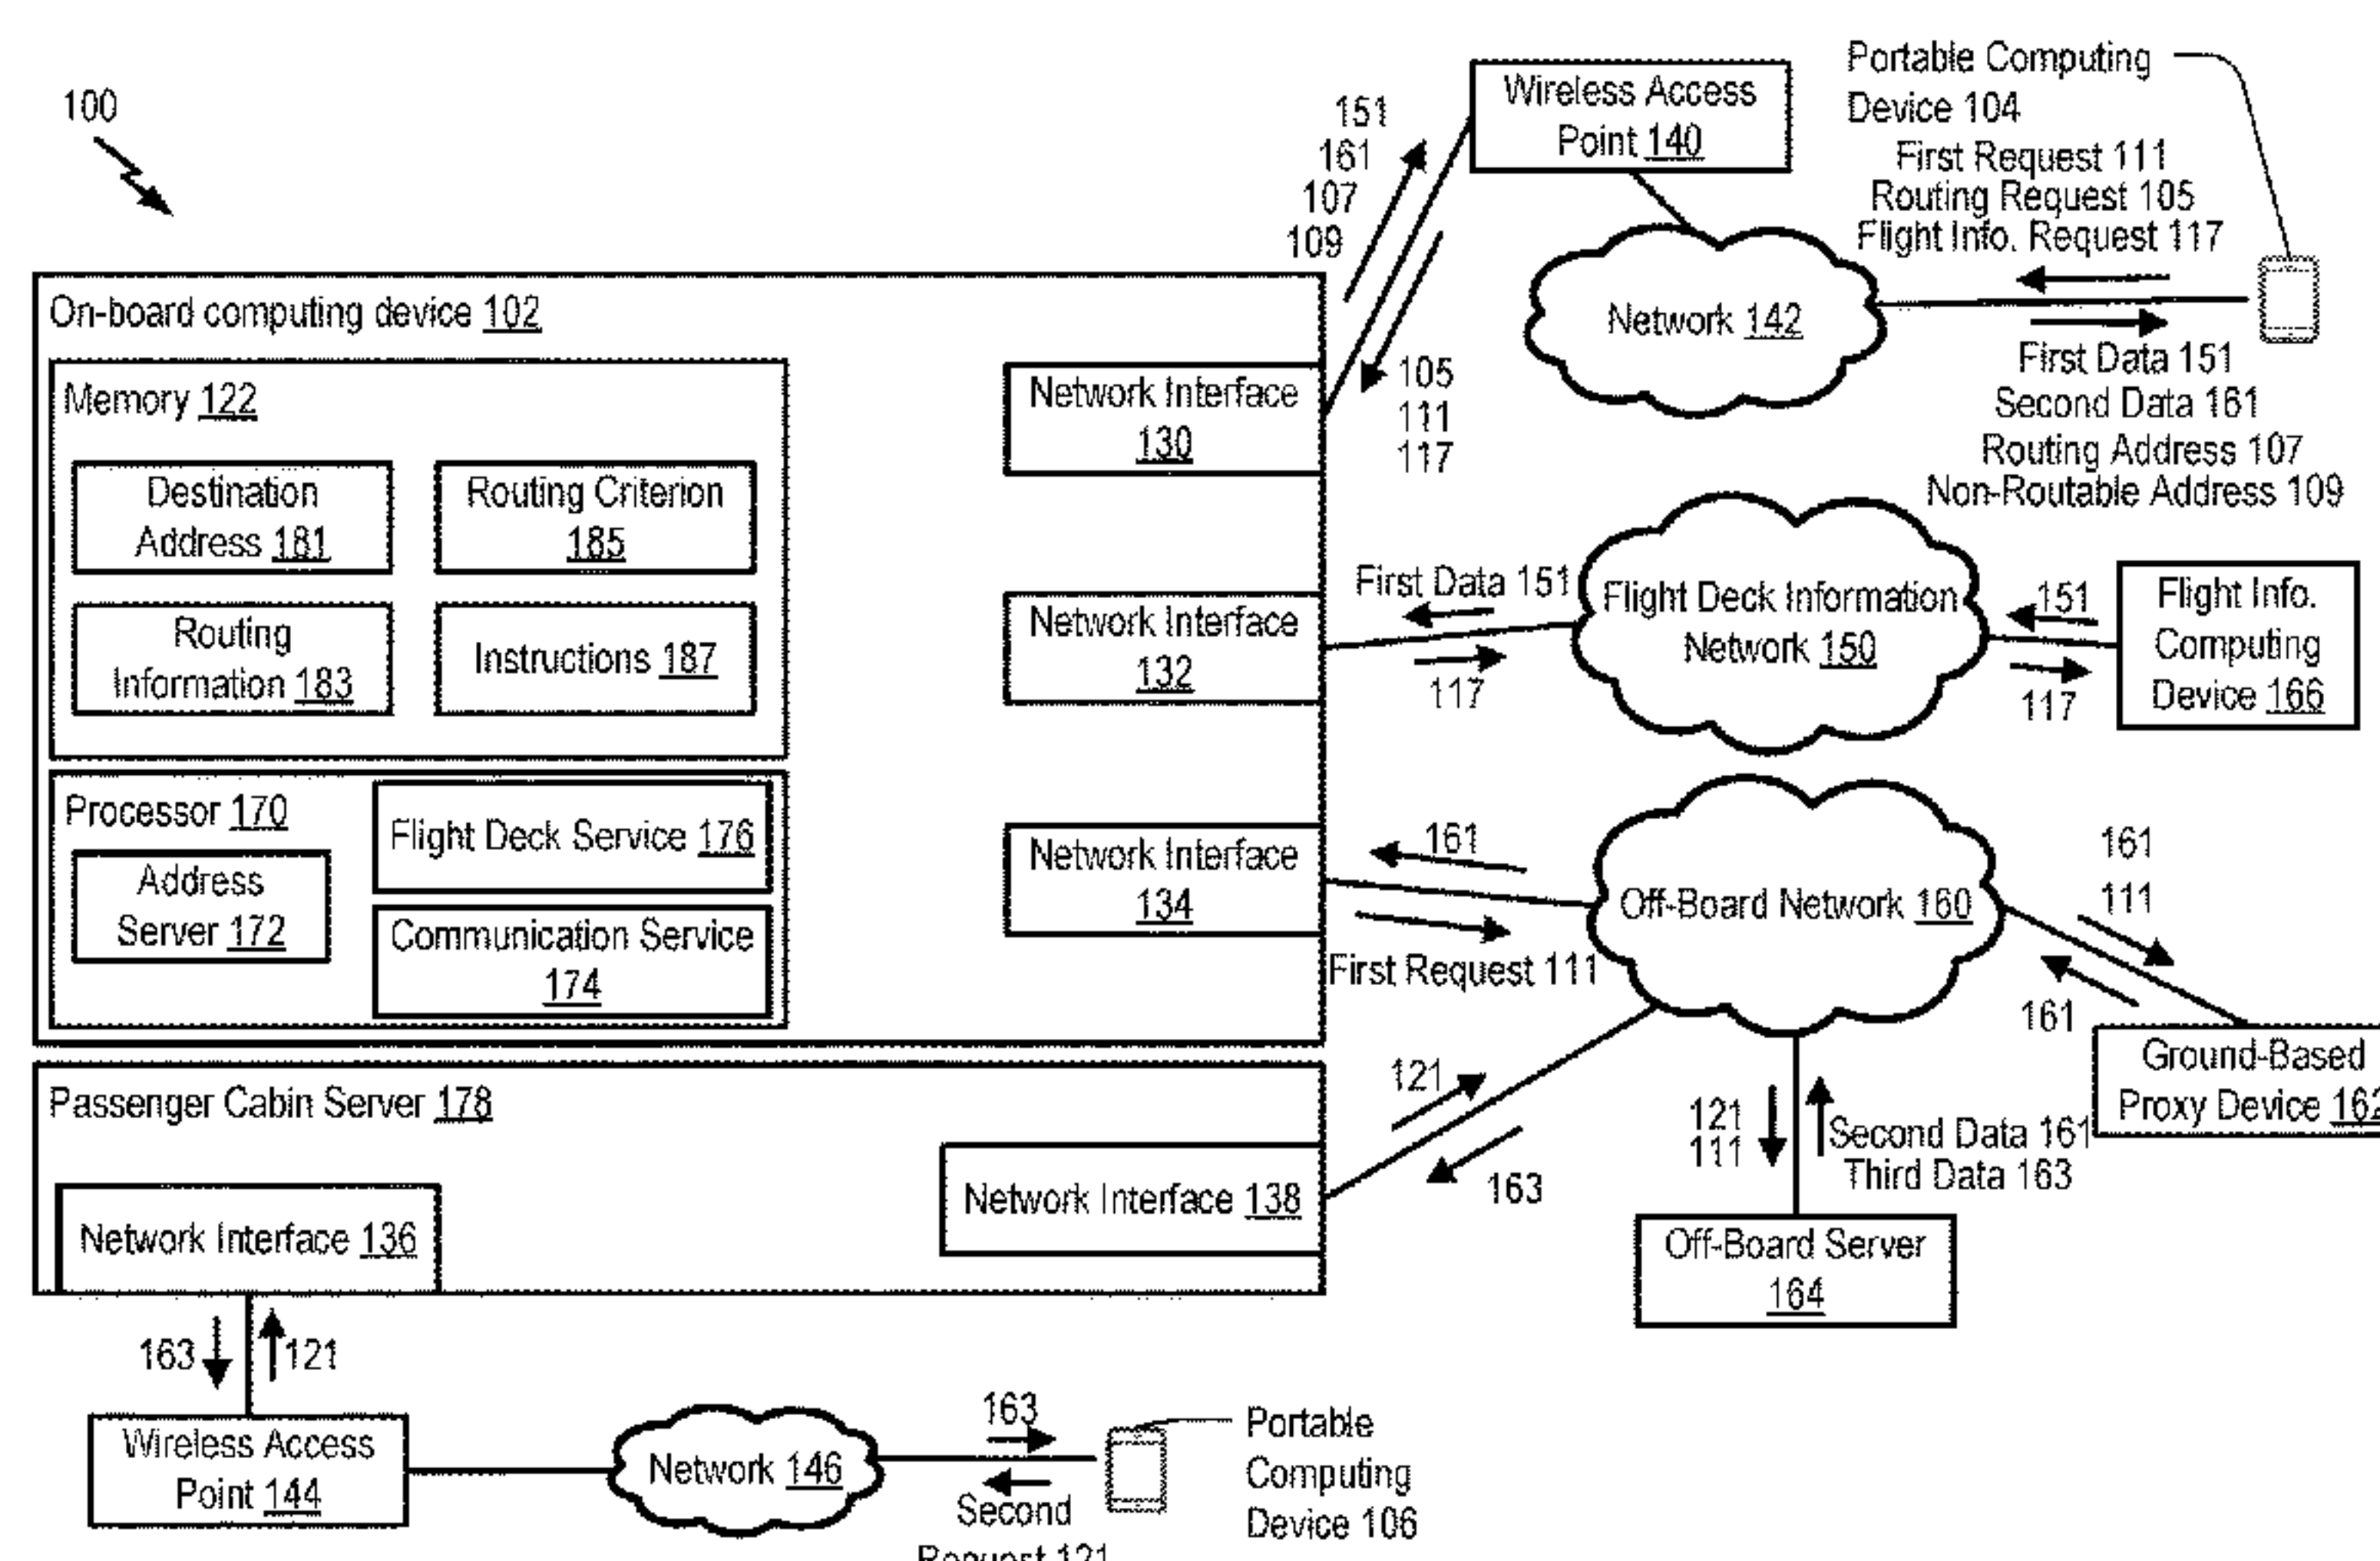 100
On-board computing device 102
Memory 122
Destination
Address 181
Routing Criterion
185
Routing
Information 183
Instructions 187
Processor 170
Address
Server 172
Flight Deck Service 176
Communication Service
174
Network Interface
130
Network Interface
132
Network Interface
134
151
161
107
109
105
111
117
Wireless Access
Point 140
Network 142
Portable Computing
Device 104
First Request 111
Routing Request 105
Flight Info. Request 117
First Data 151
Second Data 161
Routing Address 107
Non-Routable Address 109
First Data 151
117
Flight Deck Information
Network 150
151
117
Flight Info.
Computing
Device 166
161
First Request 111
Off-Board Network 160
161
111
161
Ground-Based
Proxy Device 162
Passenger Cabin Server 178
Network Interface 136
Network Interface 138
121
163
121
111
Second Data 161
Third Data 163
Off-Board Server
164
163
121
Wireless Access
Point 144
Network 146
163
Second
Request 121
Portable
Computing
Device 106